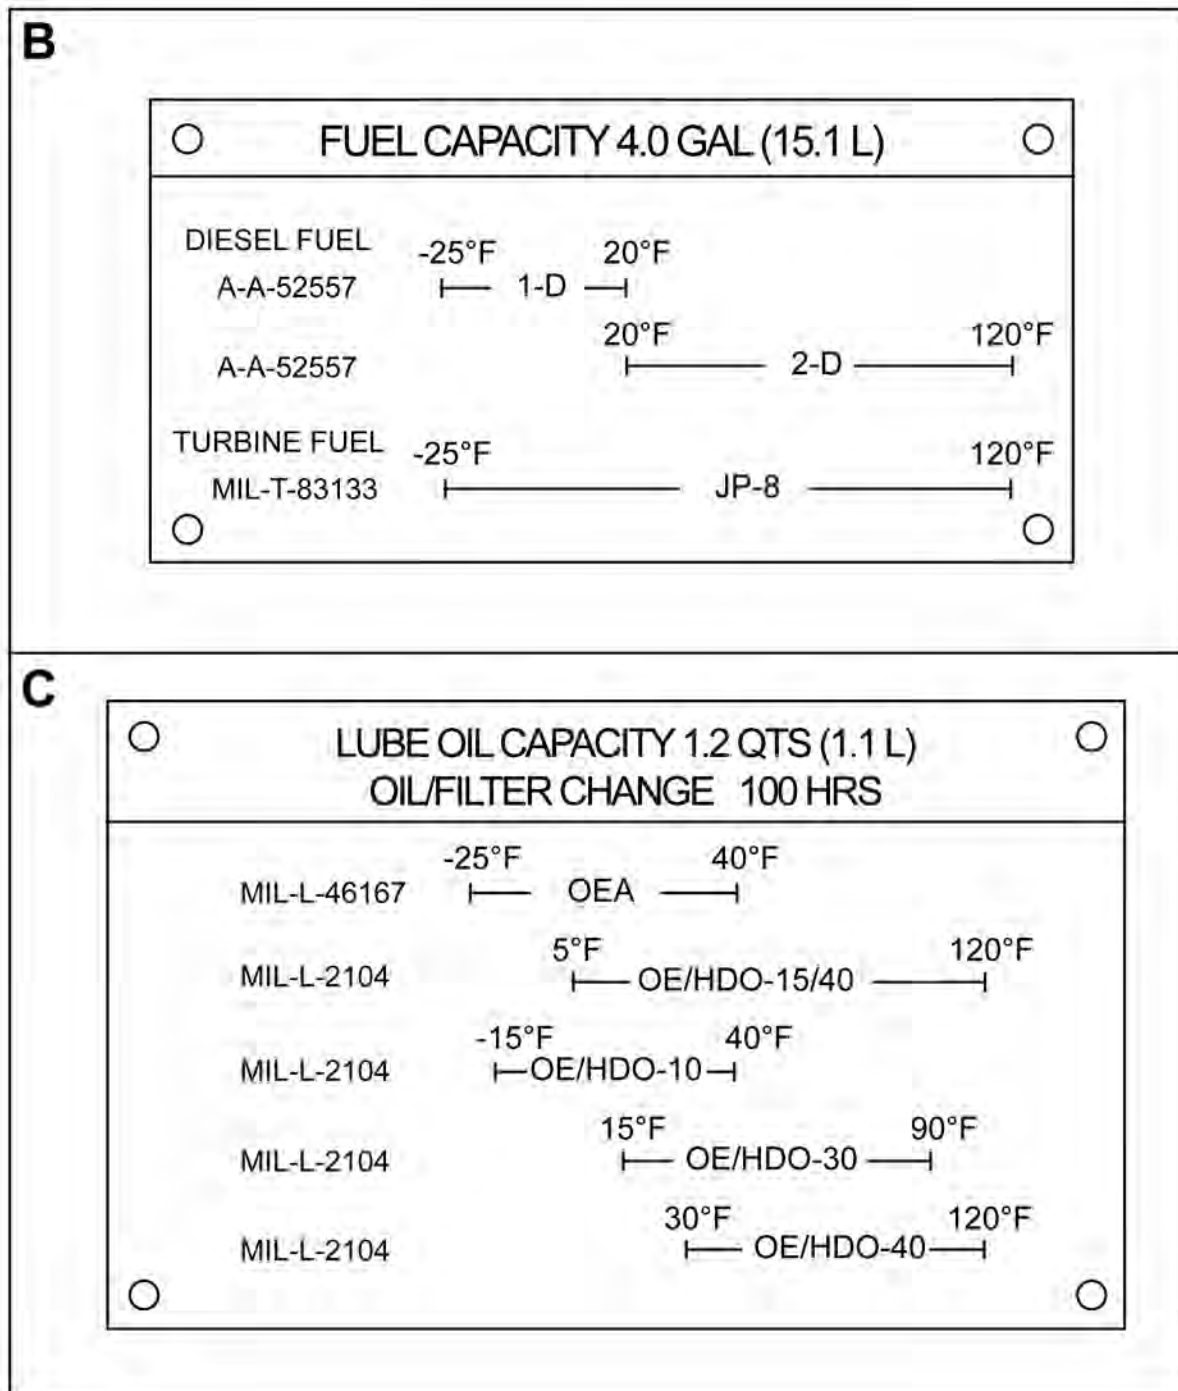 B
FUEL CAPACITY 4.0 GAL (15.1 L)
DIESEL FUEL
-25°F 20°F
A-A-52557 1-D
20°F 120°F
A-A-52557 2-D
TURBINE FUEL
-25°F 120°F
MIL-T-83133 JP-8
C
LUBE OIL CAPACITY 1.2 QTS (1.1 L)
OIL/FILTER CHANGE 100 HRS
-25°F 40°F
MIL-L-46167 OEA
5°F 120°F
MIL-L-2104 OE/HDO-15/40
-15°F 40°F
MIL-L-2104 OE/HDO-10
15°F 90°F
MIL-L-2104 OE/HDO-30
30°F 120°F
MIL-L-2104 OE/HDO-40